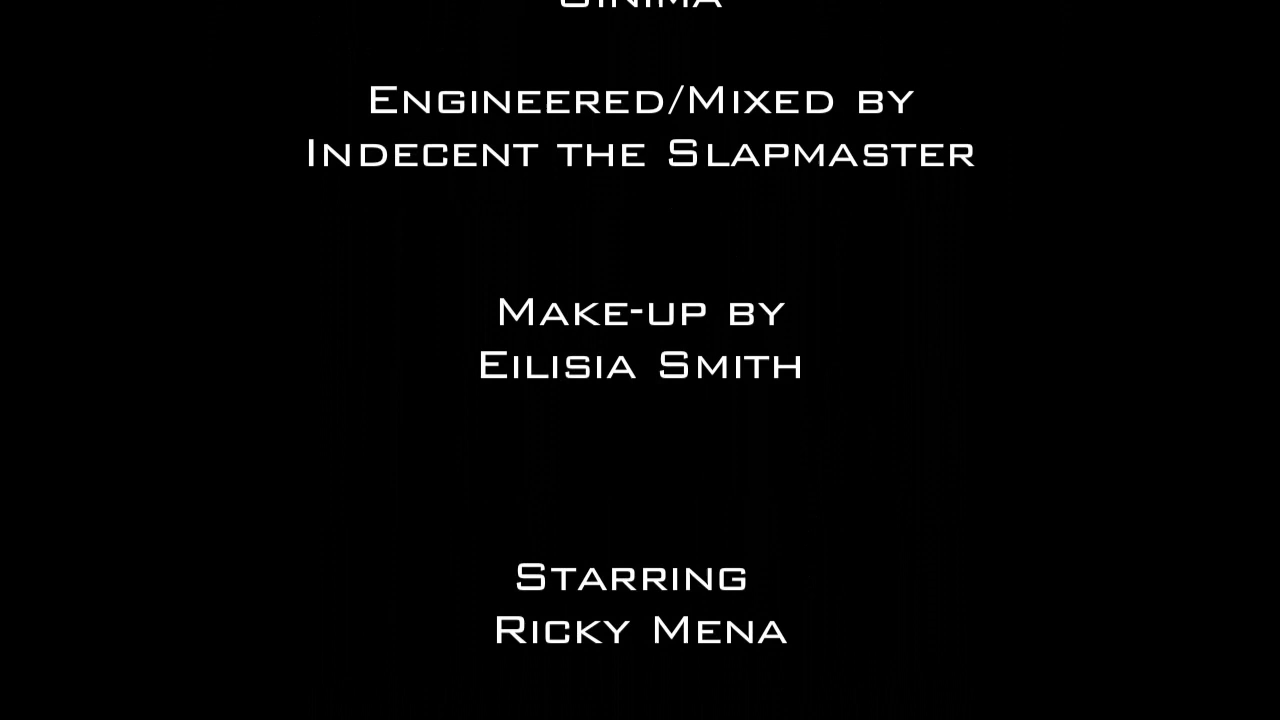 Engineered/Mixed by
Indecent the Slapmaster
Make-up by
Eilisia Smith
Starring
Ricky Mena